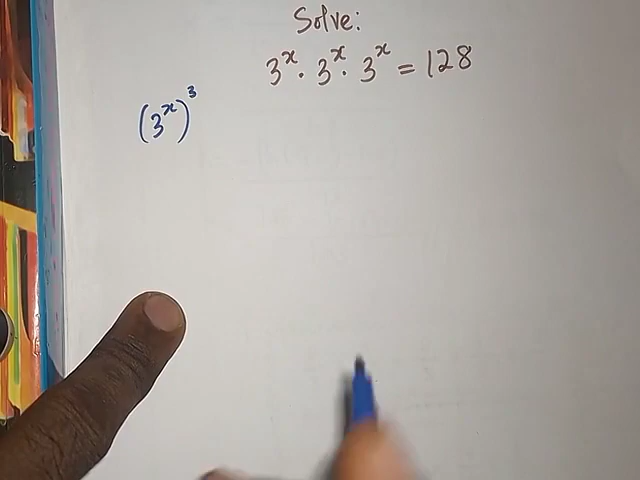 Solve:
3^x · 3^x · 3^x = 128
(3^x)^3